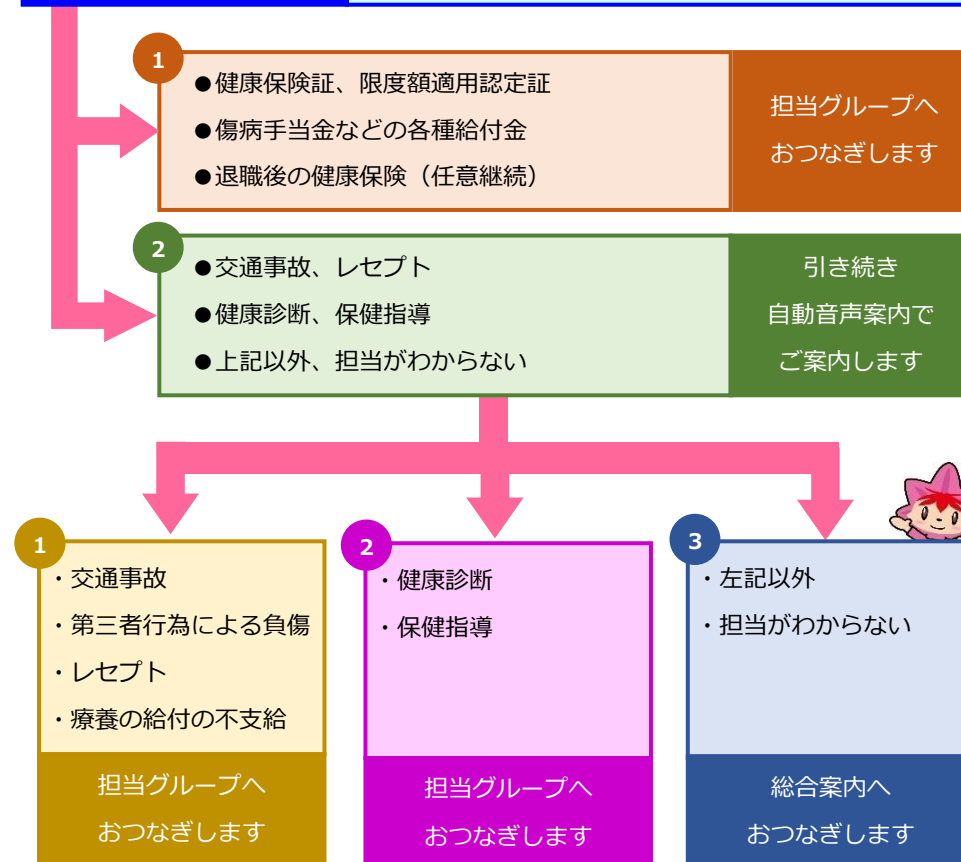 1
●健康保険証、限度額適用認定証
●傷病手当金などの各種給付金
●退職後の健康保険（任意継続）
担当グループへ
おつなぎします
2
●交通事故、レセプト
●健康診断、保健指導
●上記以外、担当がわからない
引き続き
自動音声案内で
ご案内します
1
・交通事故
・第三者行為による負傷
・レセプト
・療養の給付の不支給
担当グループへ
おつなぎします
2
・健康診断
・保健指導
担当グループへ
おつなぎします
3
・左記以外
・担当がわからない
総合案内へ
おつなぎします